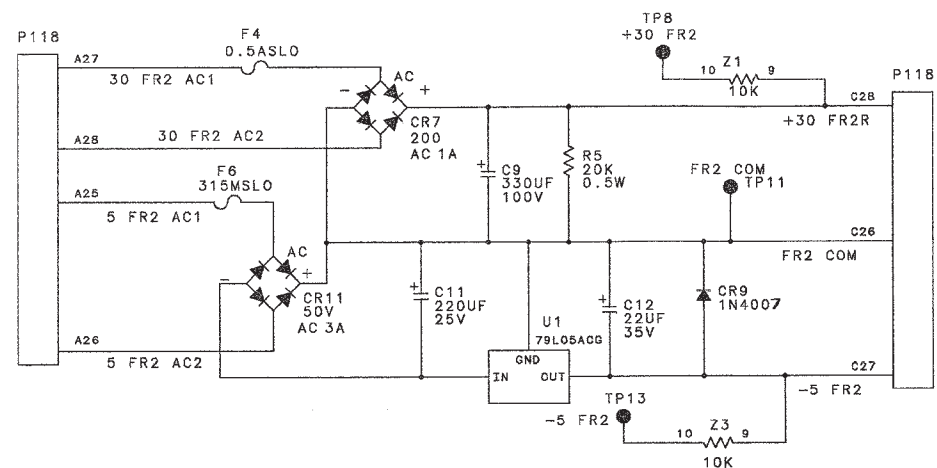 P118
A27
30 FR2 AC1
F4
0.5ASLO
AC
-
+
CR7
200
AC 1A
A28
30 FR2 AC2
F6
315MSLO
A25
5 FR2 AC1
AC
-
+
CR11
50V
AC 3A
A26
5 FR2 AC2
TP8
+30 FR2
10
Z1
9
10K
P118
C28
+30 FR2R
+
C9
330UF
100V
R5
20K
0.5W
FR2 COM
TP11
C26
FR2 COM
+
C11
220UF
25V
U1
79L05ACG
GND
IN
OUT
+
C12
22UF
35V
CR9
1N4007
C27
-5 FR2
TP13
-5 FR2
10
Z3
9
10K